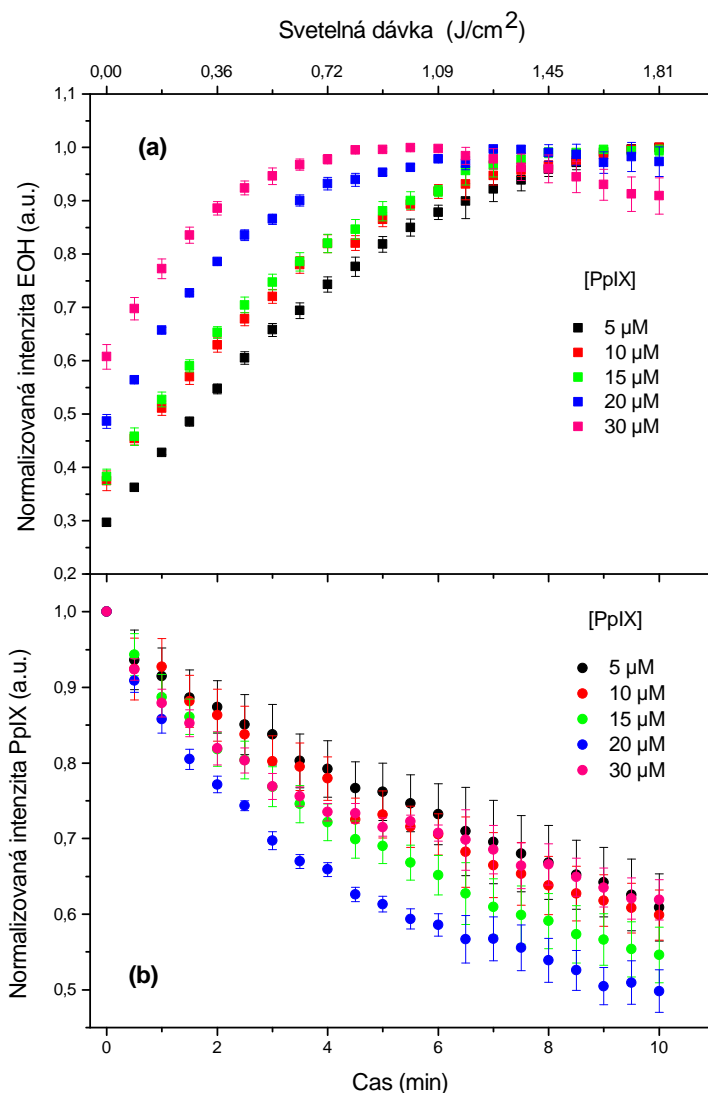 Svetelná dávka (J/cm2)
0,00 0,36 0,72 1,09 1,45 1,81
1,1
1,0
0,9
0,8
0,7
0,6
0,5
0,4
0,3
0,2
Normalizovaná intenzita EOH (a.u.)
(a)
[PpIX]
5 µM
10 µM
15 µM
20 µM
30 µM
1,0
0,9
0,8
0,7
0,6
0,5
Normalizovaná intenzita PpIX (a.u.)
[PpIX]
5 µM
10 µM
15 µM
20 µM
30 µM
(b)
0 2 4 6 8 10
Cas (min)